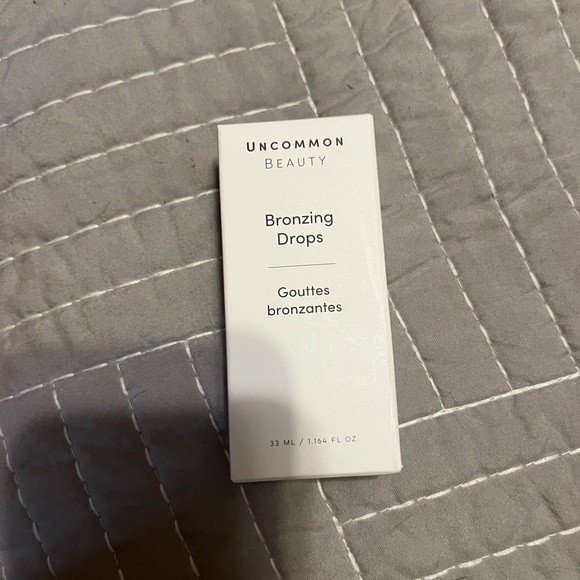 UNCOMMON
BEAUTY
Bronzing
Drops
Gouttes
bronzantes
33 ML / 1.164 FL OZ